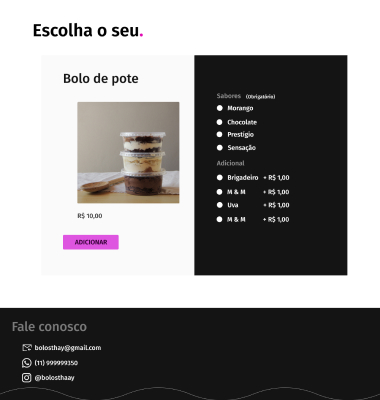 Escolha o seu.
Bolo de pote
R$ 10,00
ADICIONAR
Sabores (Obrigatório)
Morango
Chocolate
Prestígio
Sensação
Adicional
Brigadeiro + R$ 1,00
M & M + R$ 1,00
Uva + R$ 1,00
M & M + R$ 1,00
Fale conosco
bolosthay@gmail.com
(11) 999999350
@bolosthaay